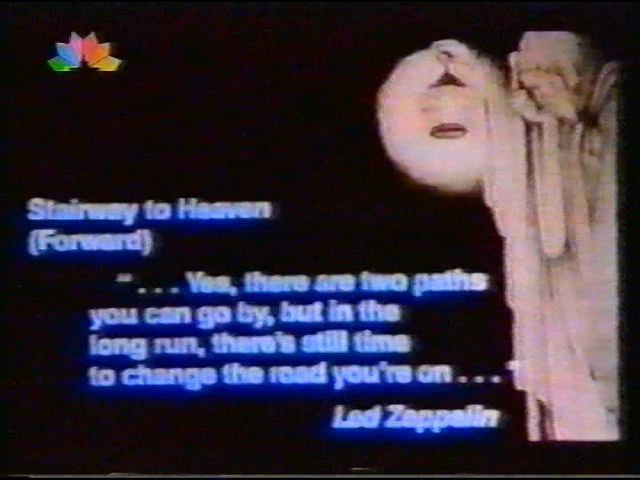 Stairway to Heaven
(Forward)
“ . . . Yes, there are two paths
you can go by, but in the
long run, there's still time
to change the road you're on . . . ”
Led Zeppelin